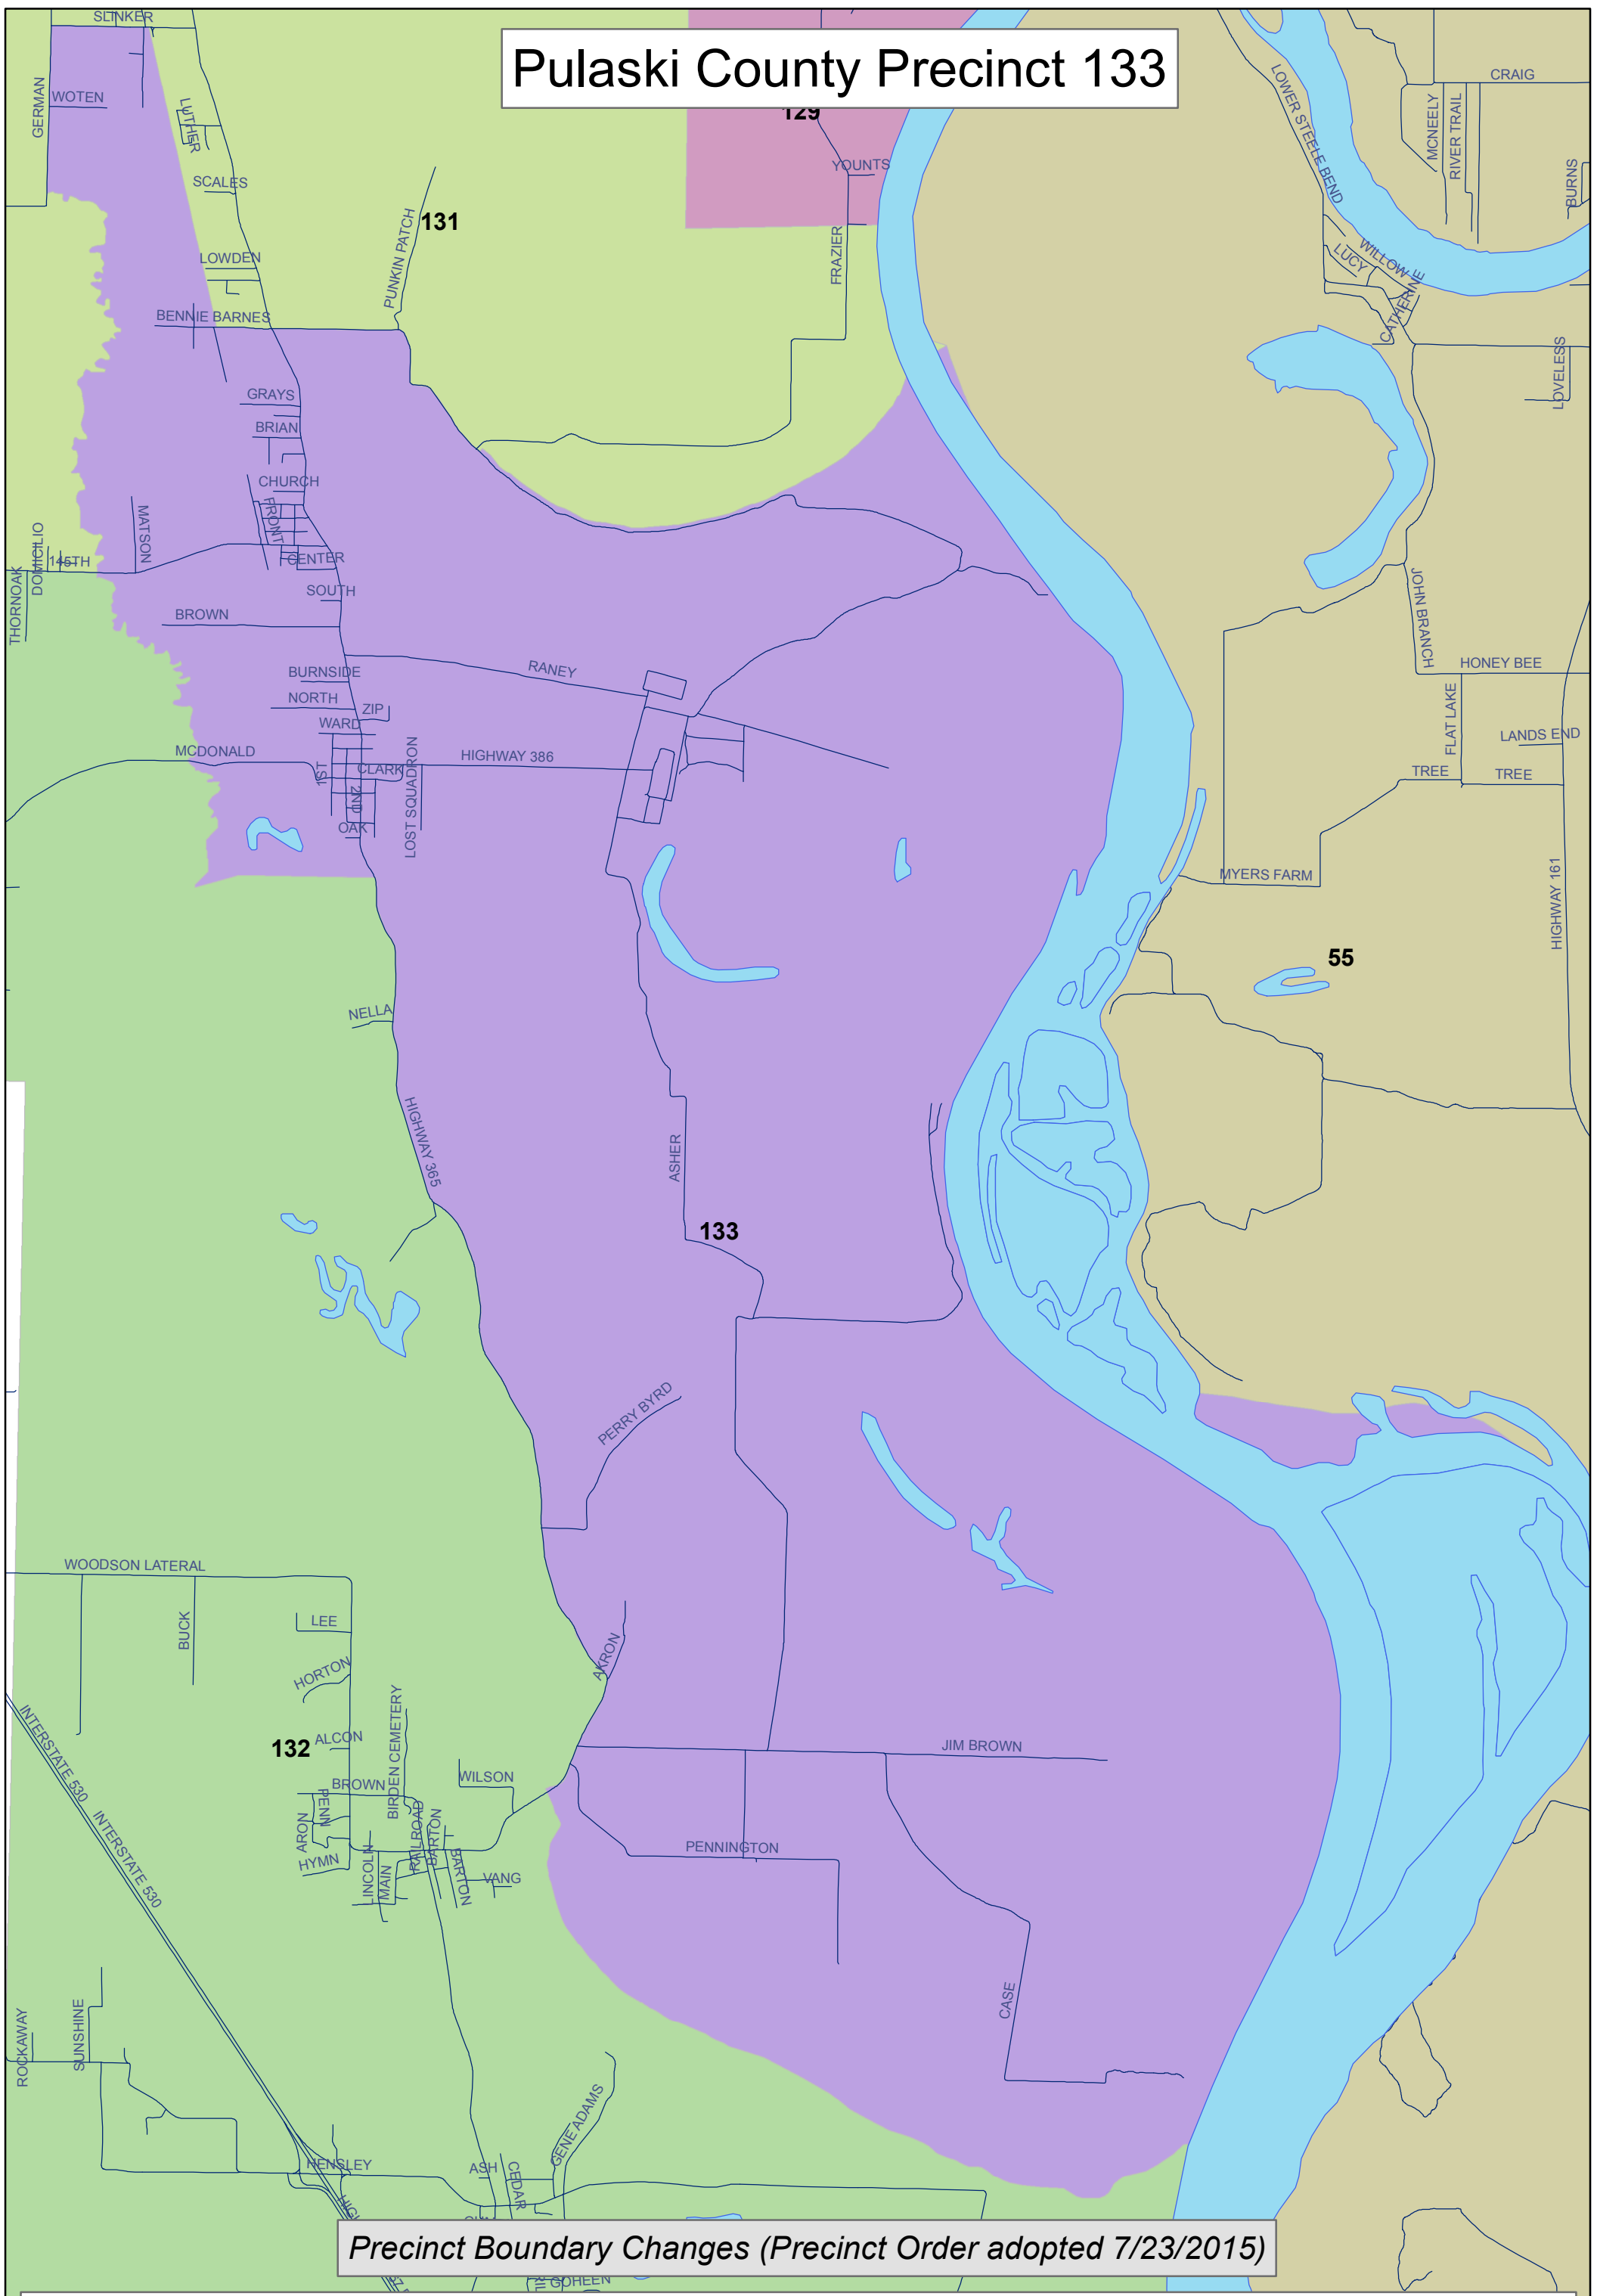 SLINKER
Pulaski County Precinct 133
GERMAN
WOTEN
LUTHER
SCALES
PUNKIN PATCH
131
129
YOUNTS
FRAZIER
LOWER STEELE BEND
CRAIG
MCNEELY
RIVER TRAIL
BURNS
WILLOW
LUCY
CATHERINE
LOVELESS
LOWDEN
BENNIE BARNES
GRAYS
BRIAN
CHURCH
FRONT
MATSON
DOMICILIO
145TH
CENTER
THORNOAK
SOUTH
BROWN
JOHN BRANCH
HONEY BEE
RANEY
BURNSIDE
NORTH
ZIP
WARD
FLAT LAKE
LANDS END
MCDONALD
HIGHWAY 386
1ST
CLARK
2ND
LOST SQUADRON
TREE
TREE
OAK
MYERS FARM
HIGHWAY 161
55
NELLA
HIGHWAY 365
ASHER
133
PERRY BYRD
WOODSON LATERAL
BUCK
LEE
HORTON
AKRON
INTERSTATE 530
132
ALCON
BIRDEN CEMETERY
JIM BROWN
WILSON
BROWN
PENN
ARON
INTERSTATE 530
RAILROAD
BARTON
BARTON
PENNINGTON
HYMN
LINCOLN
MAIN
VANG
CASE
ROCKAWAY
SUNSHINE
GENE ADAMS
HENSLEY
ASH
CEDAR
Precinct Boundary Changes (Precinct Order adopted 7/23/2015)
GOHEEN